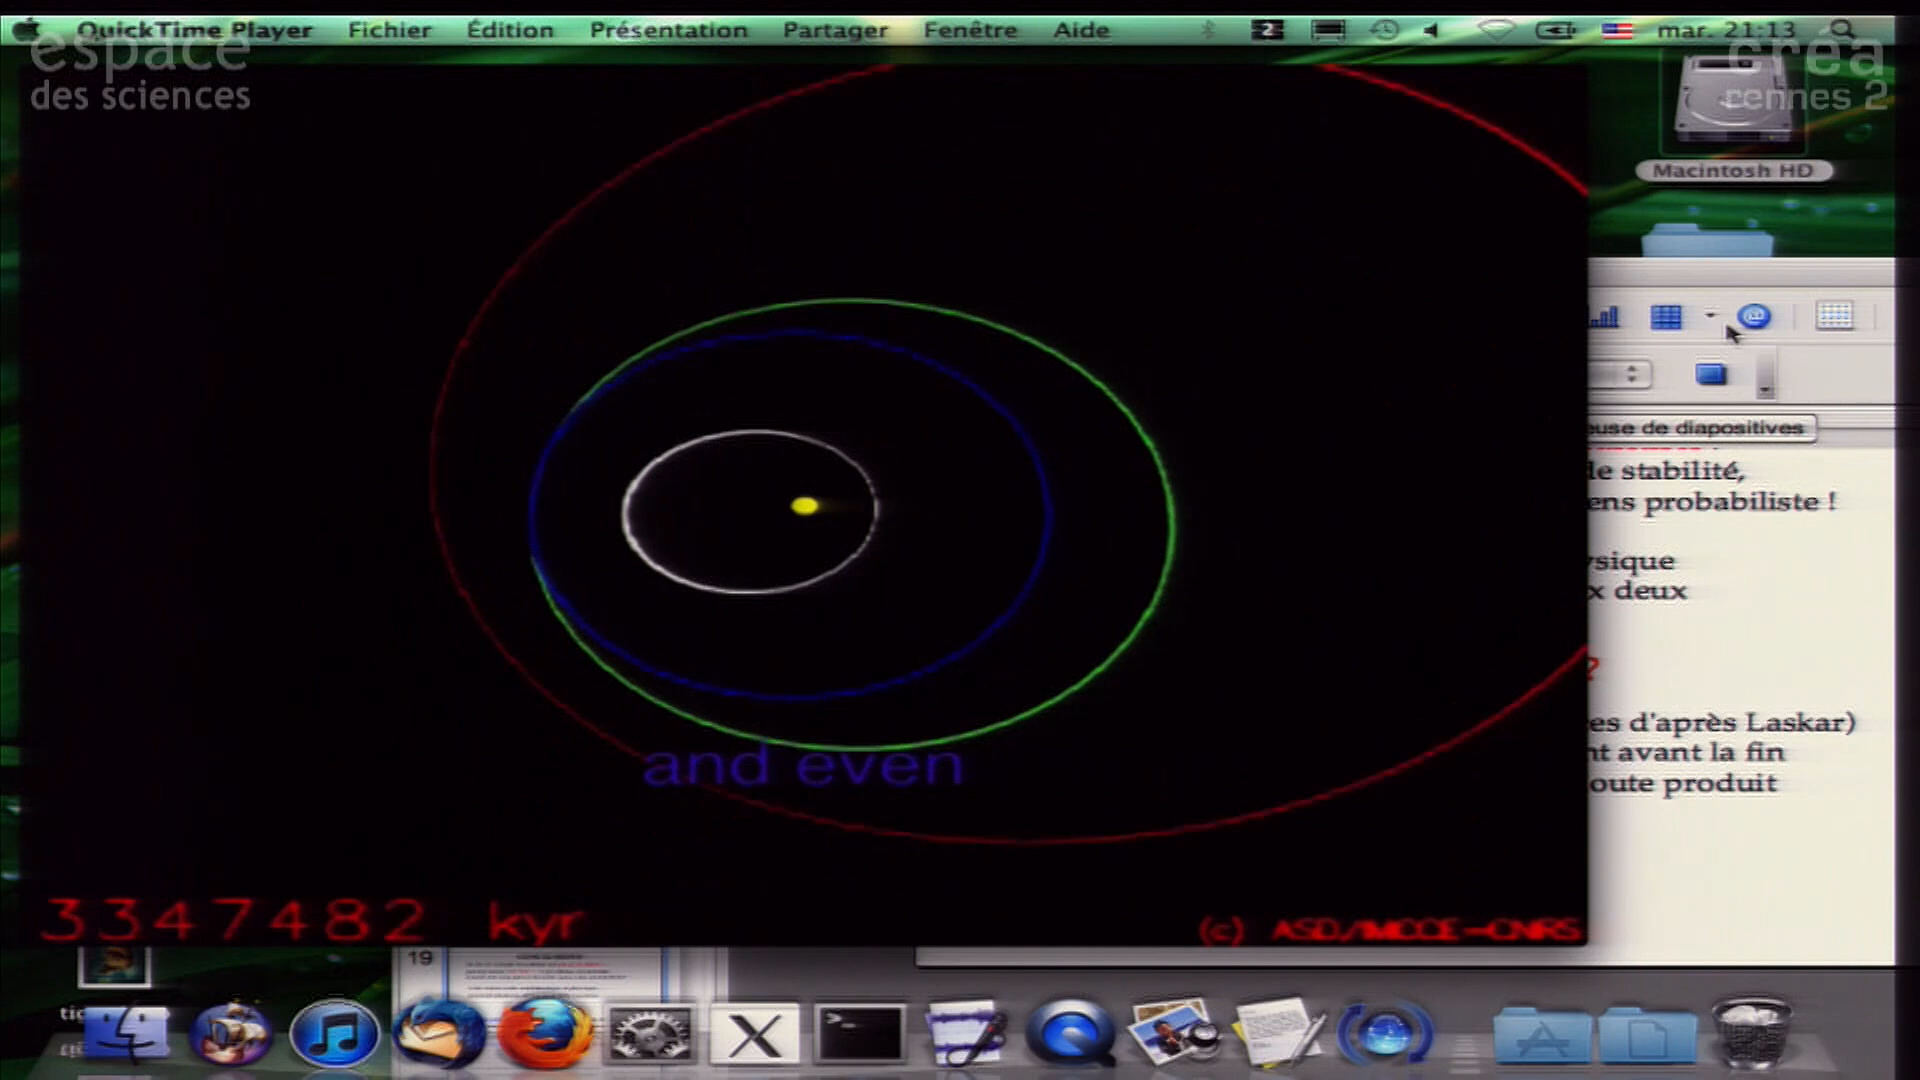 QuickTime Player Fichier Édition Présentation Partager Fenêtre Aide mar. 21:13
espace
des sciences
créa
rennes 2
Macintosh HD
euse de diapositives
de stabilité,
ens probabiliste !
ysique
x deux
?
es d'après Laskar)
nt avant la fin
oute produit
and even
3347482 kyr
(c) ASD/IMCCE-CNRS
19